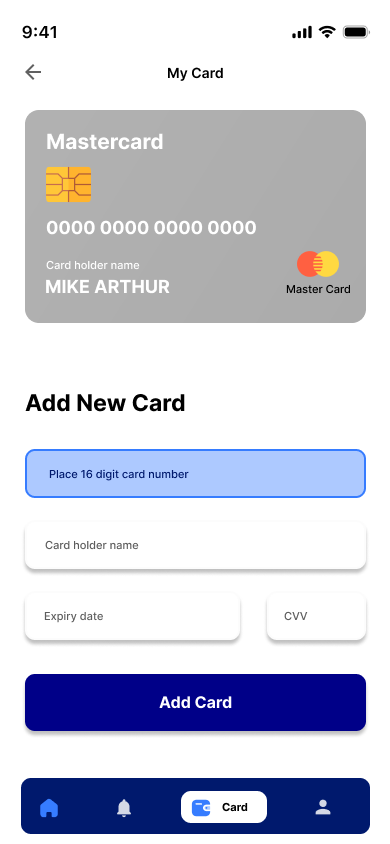 9:41
My Card
Mastercard
0000 0000 0000 0000
Card holder name
MIKE ARTHUR
Master Card
Add New Card
Place 16 digit card number
Card holder name
Expiry date
CVV
Add Card
Card